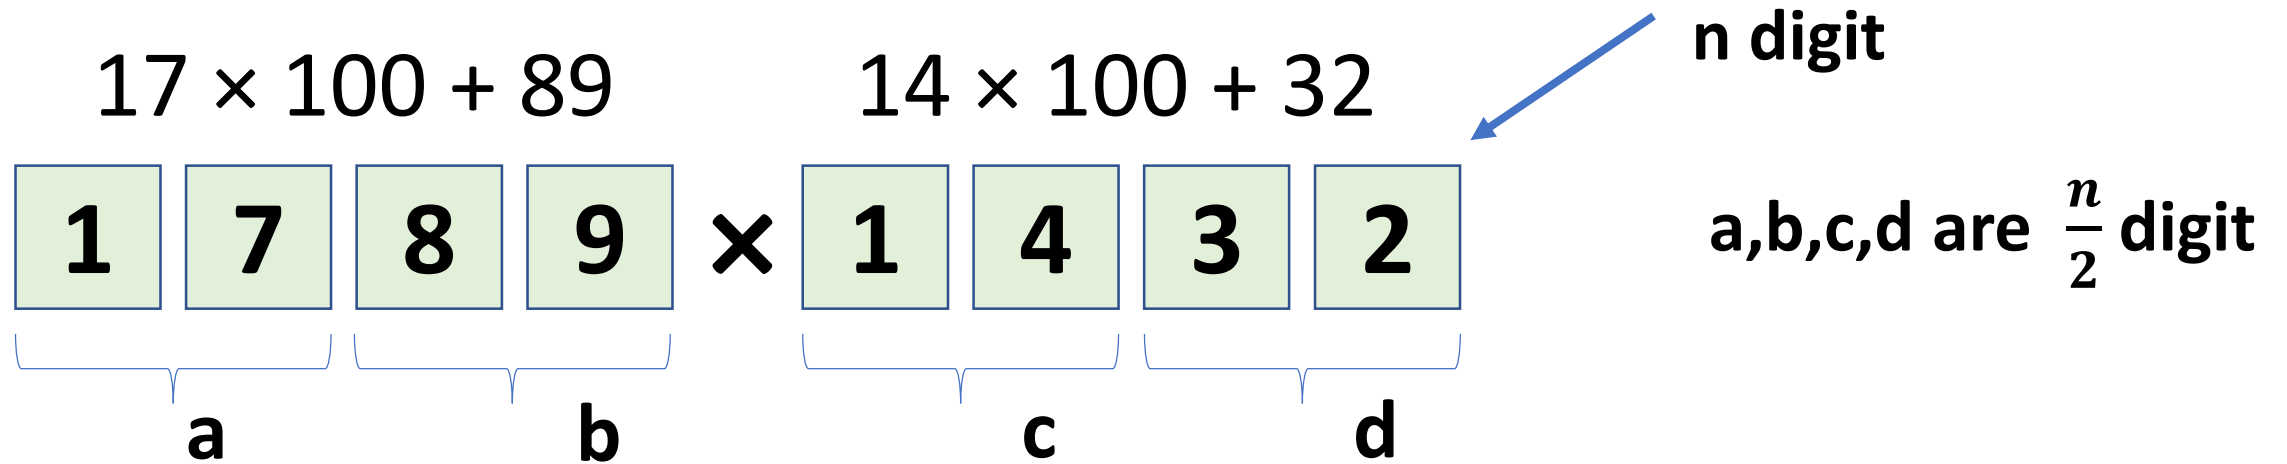 17 × 100 + 89 14 × 100 + 32 n digit
1 7 8 9 × 1 4 3 2 a,b,c,d are n/2 digit
a b c d